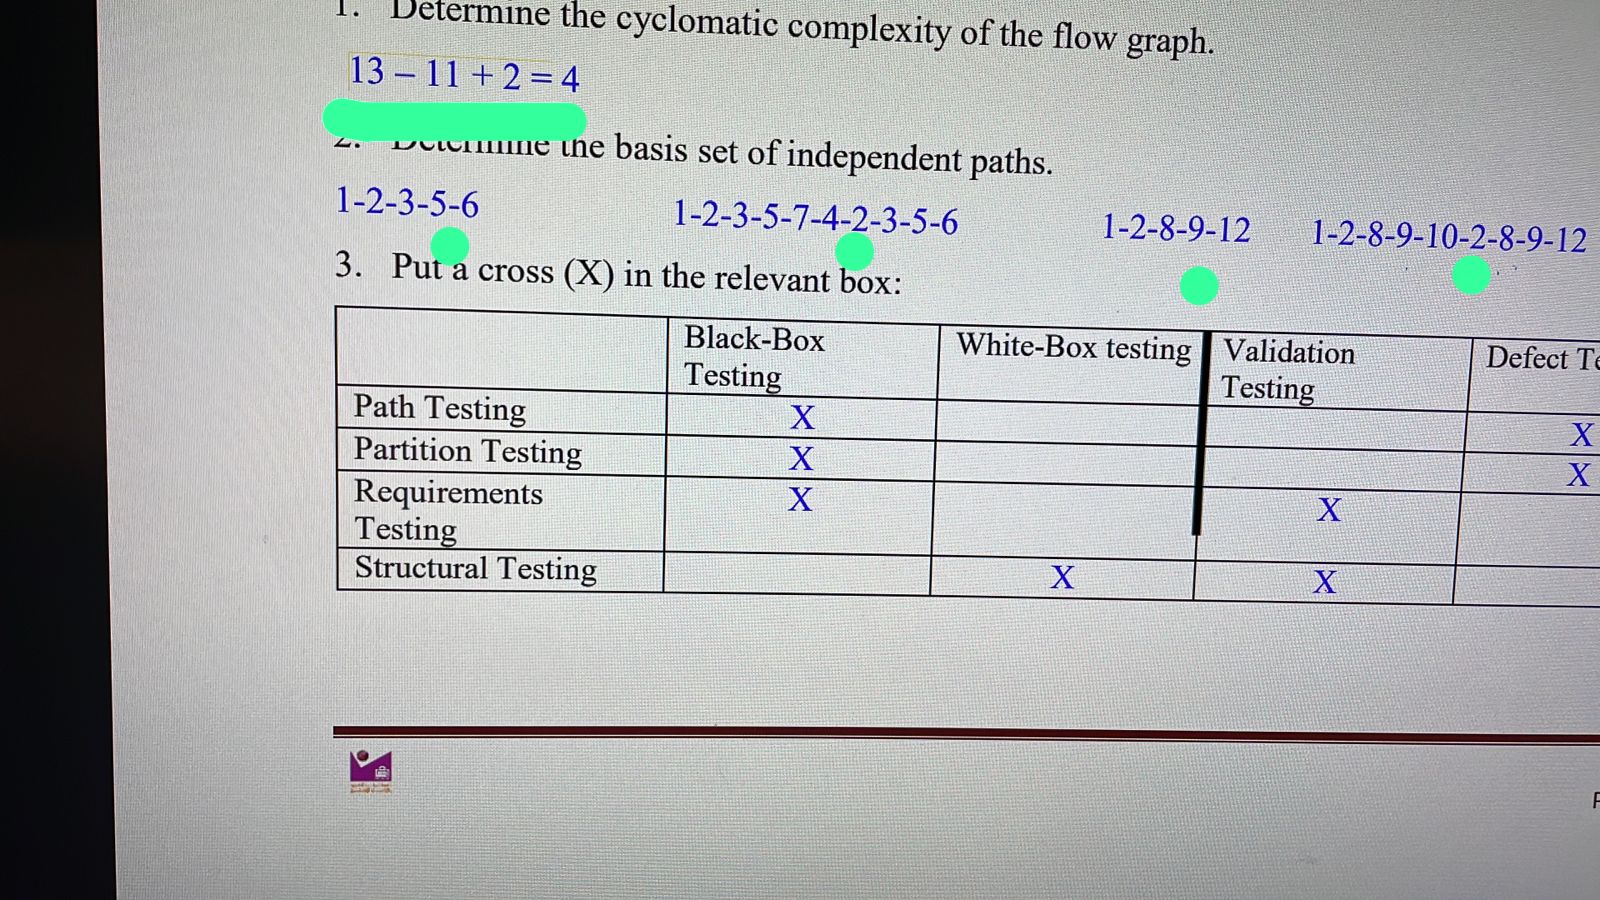 1. Determine the cyclomatic complexity of the flow graph.
13 – 11 + 2 = 4
2. Determine the basis set of independent paths.
1-2-3-5-6 1-2-3-5-7-4-2-3-5-6 1-2-8-9-12 1-2-8-9-10-2-8-9-12
3. Put a cross (X) in the relevant box:
Black-Box Testing White-Box testing Validation Testing Defect Te
Path Testing X X
Partition Testing X X
Requirements Testing X X
Structural Testing X X